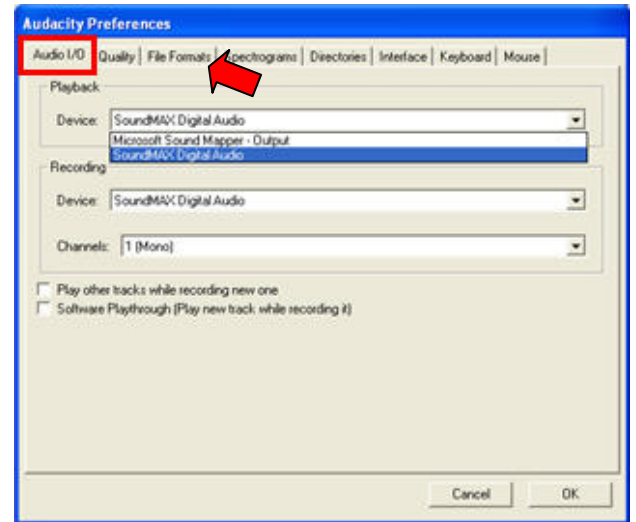 Audacity Preferences
Audio I/O Quality File Formats Spectrograms Directories Interface Keyboard Mouse
Playback
Device: SoundMAX Digital Audio
Microsoft Sound Mapper - Output
SoundMAX Digital Audio
Recording
Device: SoundMAX Digital Audio
Channels: 1 (Mono)
Play other tracks while recording new one
Software Playthrough (Play new track while recording it)
Cancel OK